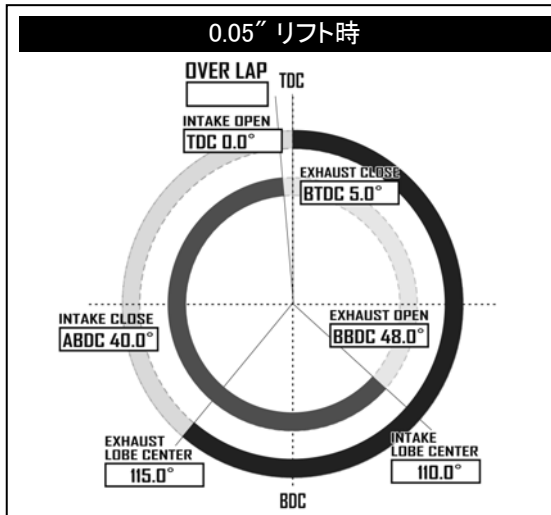 0.05″ リフト時
OVER LAP
TDC
INTAKE OPEN
TDC 0.0°
EXHAUST CLOSE
BTDC 5.0°
INTAKE CLOSE
ABDC 40.0°
EXHAUST OPEN
BBDC 48.0°
EXHAUST
LOBE CENTER
115.0°
INTAKE
LOBE CENTER
110.0°
BDC